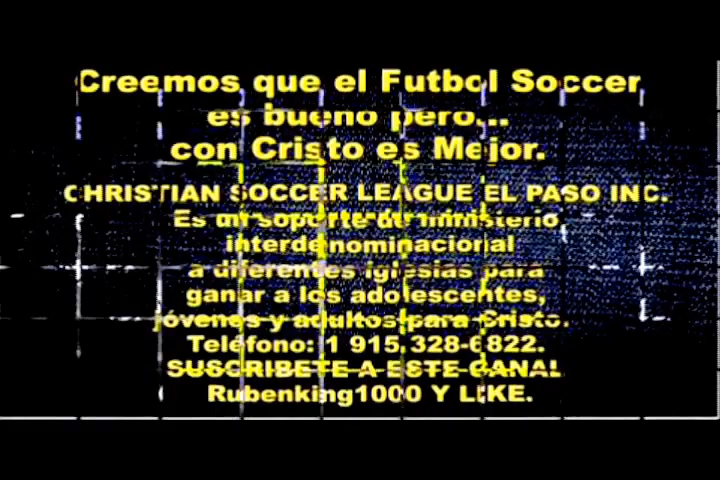 Creemos que el Futbol Soccer
es bueno pero...
con Cristo es Mejor.
CHRISTIAN SOCCER LEAGUE EL PASO INC.
Es un soporte de ministerio
interdenominacional
a diferentes iglesias para
ganar a los adolescentes,
jóvenes y adultos para Cristo.
Teléfono: 1 915 328-6822.
SUSCRIBETE A ESTE CANAL
Rubenking1000 Y LIKE.